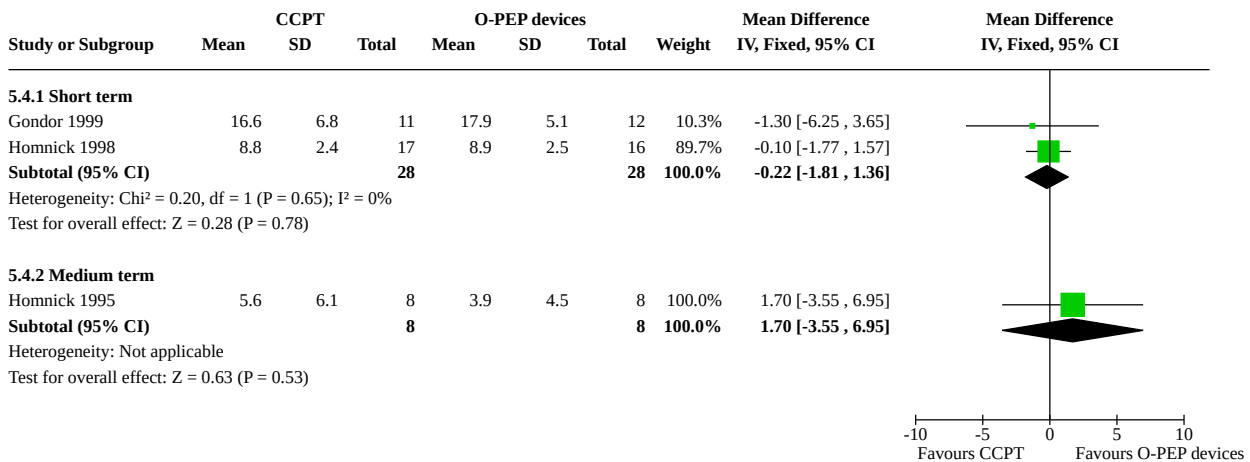 CCPT O-PEP devices Mean Difference Mean Difference
Study or Subgroup Mean SD Total Mean SD Total Weight IV, Fixed, 95% CI IV, Fixed, 95% CI
5.4.1 Short term
Gondor 1999 16.6 6.8 11 17.9 5.1 12 10.3% -1.30 [-6.25 , 3.65]
Homnick 1998 8.8 2.4 17 8.9 2.5 16 89.7% -0.10 [-1.77 , 1.57]
Subtotal (95% CI) 28 28 100.0% -0.22 [-1.81 , 1.36]
Heterogeneity: Chi² = 0.20, df = 1 (P = 0.65); I² = 0%
Test for overall effect: Z = 0.28 (P = 0.78)
5.4.2 Medium term
Homnick 1995 5.6 6.1 8 3.9 4.5 8 100.0% 1.70 [-3.55 , 6.95]
Subtotal (95% CI) 8 8 100.0% 1.70 [-3.55 , 6.95]
Heterogeneity: Not applicable
Test for overall effect: Z = 0.63 (P = 0.53)
-10 -5 0 5 10
Favours CCPT Favours O-PEP devices